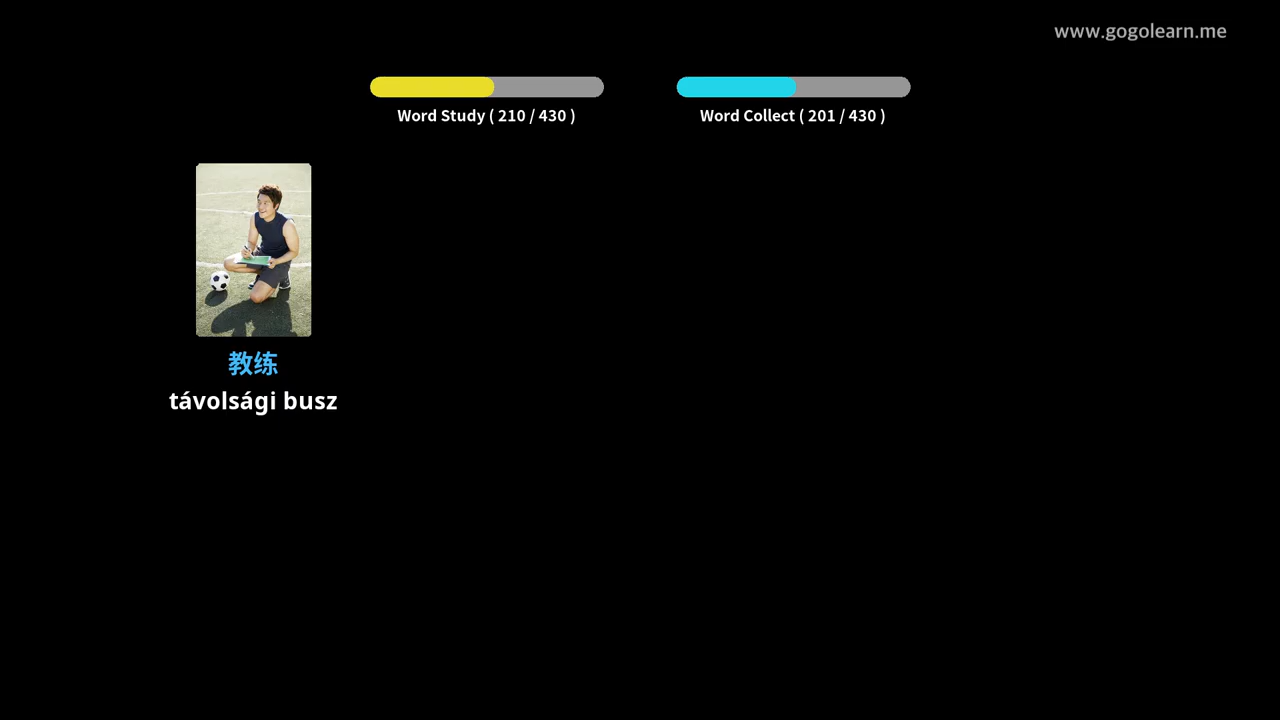 www.gogolearn.me
Word Study ( 210 / 430 )
Word Collect ( 201 / 430 )
教练
távolsági busz